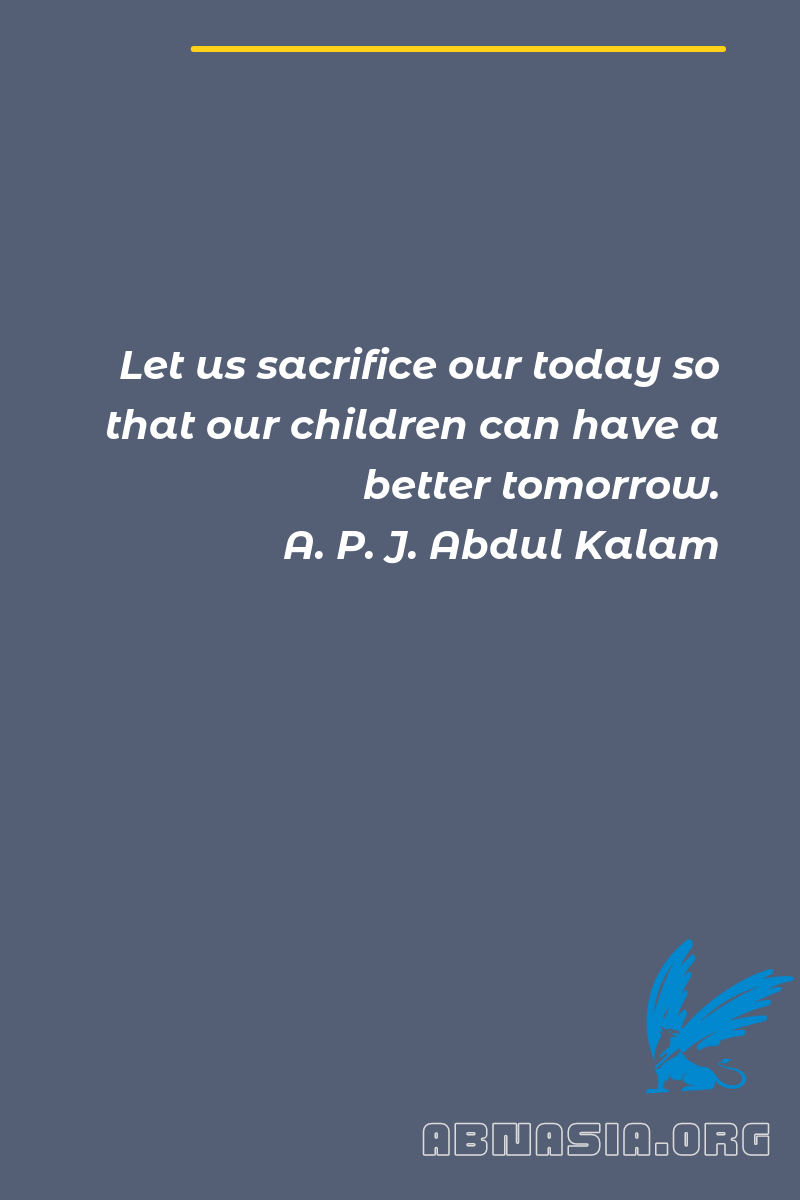 Let us sacrifice our today so
that our children can have a
better tomorrow.
A. P. J. Abdul Kalam
ABNASIA.ORG